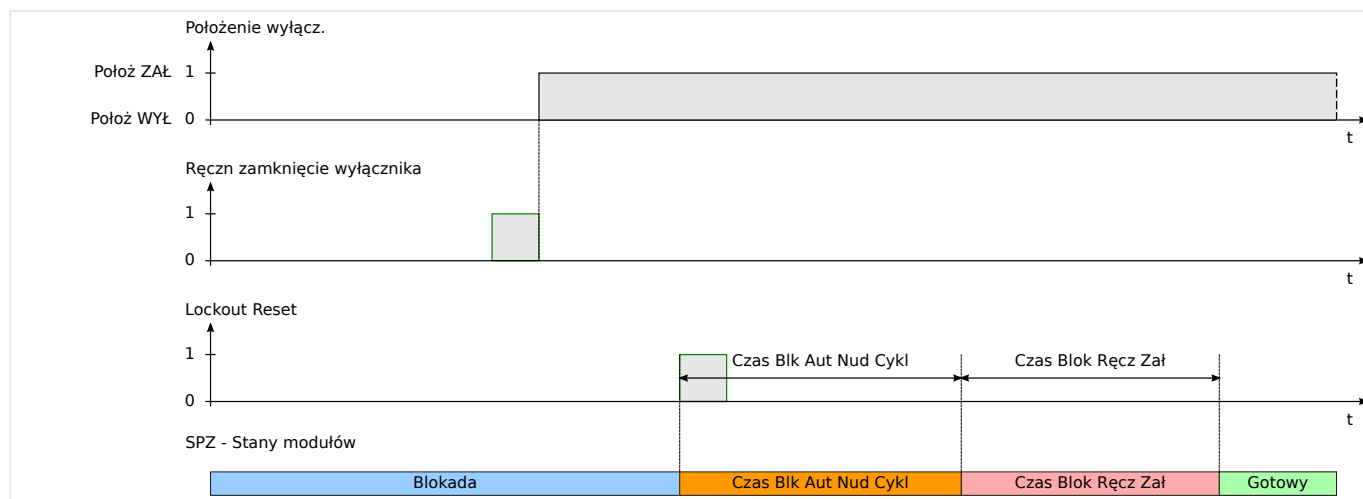 Położenie wyłącz.
Położ ZAŁ 1
Położ WYŁ 0
t
Ręczn zamknięcie wyłącznika
1
0
t
Lockout Reset
1 Czas Blk Aut Nud Cykl Czas Blok Ręcz Zał
0
t
SPZ - Stany modułów
Blokada Czas Blk Aut Nud Cykl Czas Blok Ręcz Zał Gotowy